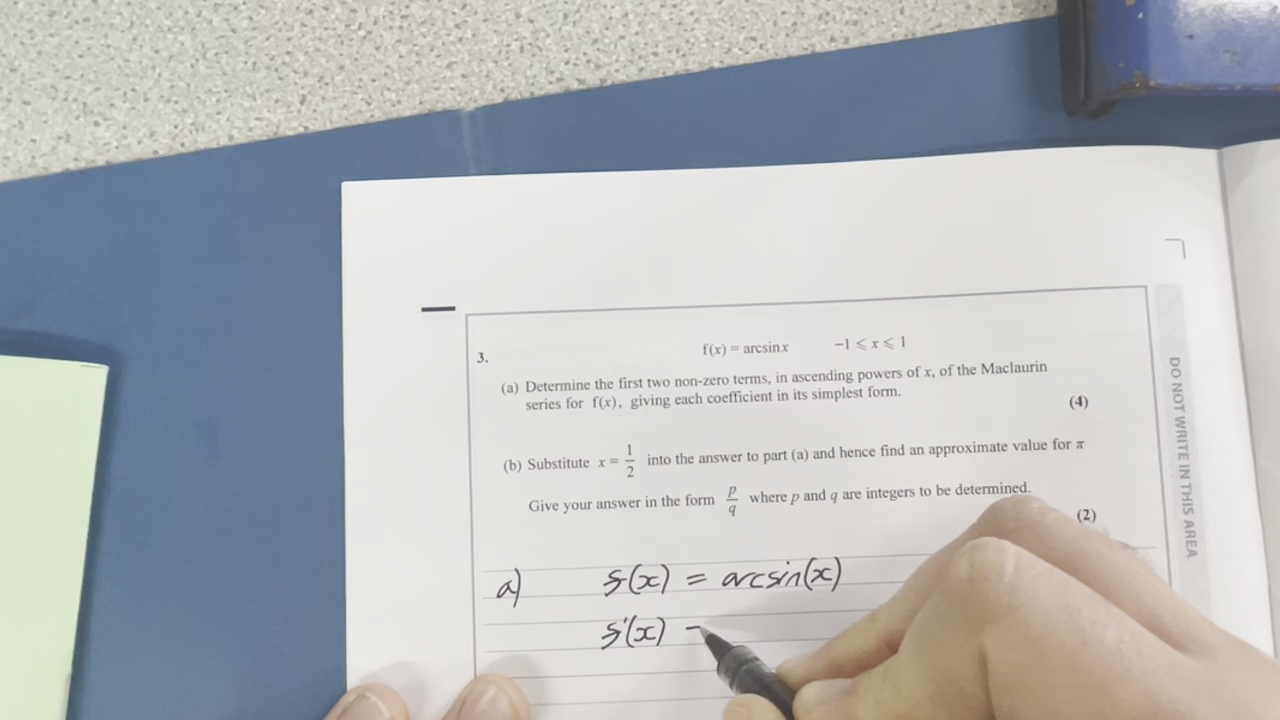 3.
f(x) = arcsin x     −1 ⩽ x ⩽ 1
(a) Determine the first two non-zero terms, in ascending powers of x, of the Maclaurin
series for f(x), giving each coefficient in its simplest form.
(4)
(b) Substitute x = 1/2 into the answer to part (a) and hence find an approximate value for π
Give your answer in the form p/q where p and q are integers to be determined.
(2)
DO NOT WRITE IN THIS AREA
a) f(x) = arcsin(x)
f'(x) −